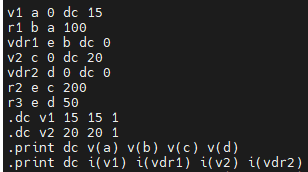 v1 a 0 dc 15
r1 b a 100
vdr1 e b dc 0
v2 c 0 dc 20
vdr2 d 0 dc 0
r2 e c 200
r3 e d 50
.dc v1 15 15 1
.dc v2 20 20 1
.print dc v(a) v(b) v(c) v(d)
.print dc i(v1) i(vdr1) i(v2) i(vdr2)